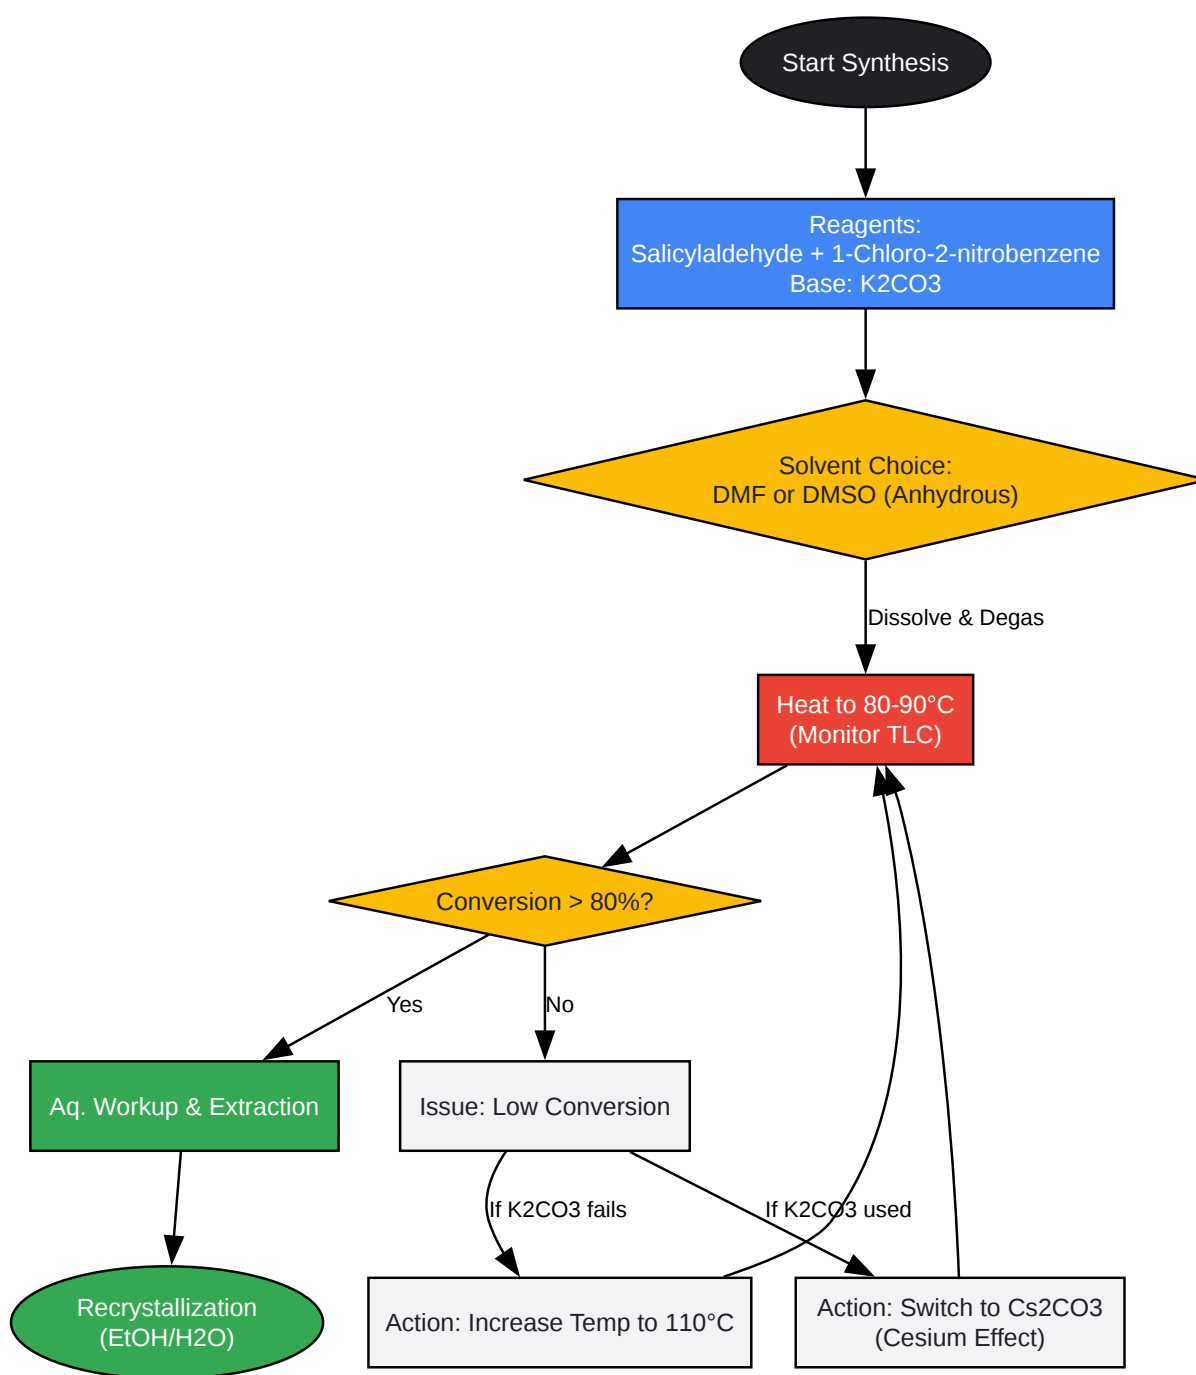 Start Synthesis
Reagents:
Salicylaldehyde + 1-Chloro-2-nitrobenzene
Base: K2CO3
Solvent Choice:
DMF or DMSO (Anhydrous)
Dissolve & Degas
Heat to 80-90°C
(Monitor TLC)
Conversion > 80%?
Yes
No
Aq. Workup & Extraction
Issue: Low Conversion
If K2CO3 fails
If K2CO3 used
Recrystallization
(EtOH/H2O)
Action: Increase Temp to 110°C
Action: Switch to Cs2CO3
(Cesium Effect)